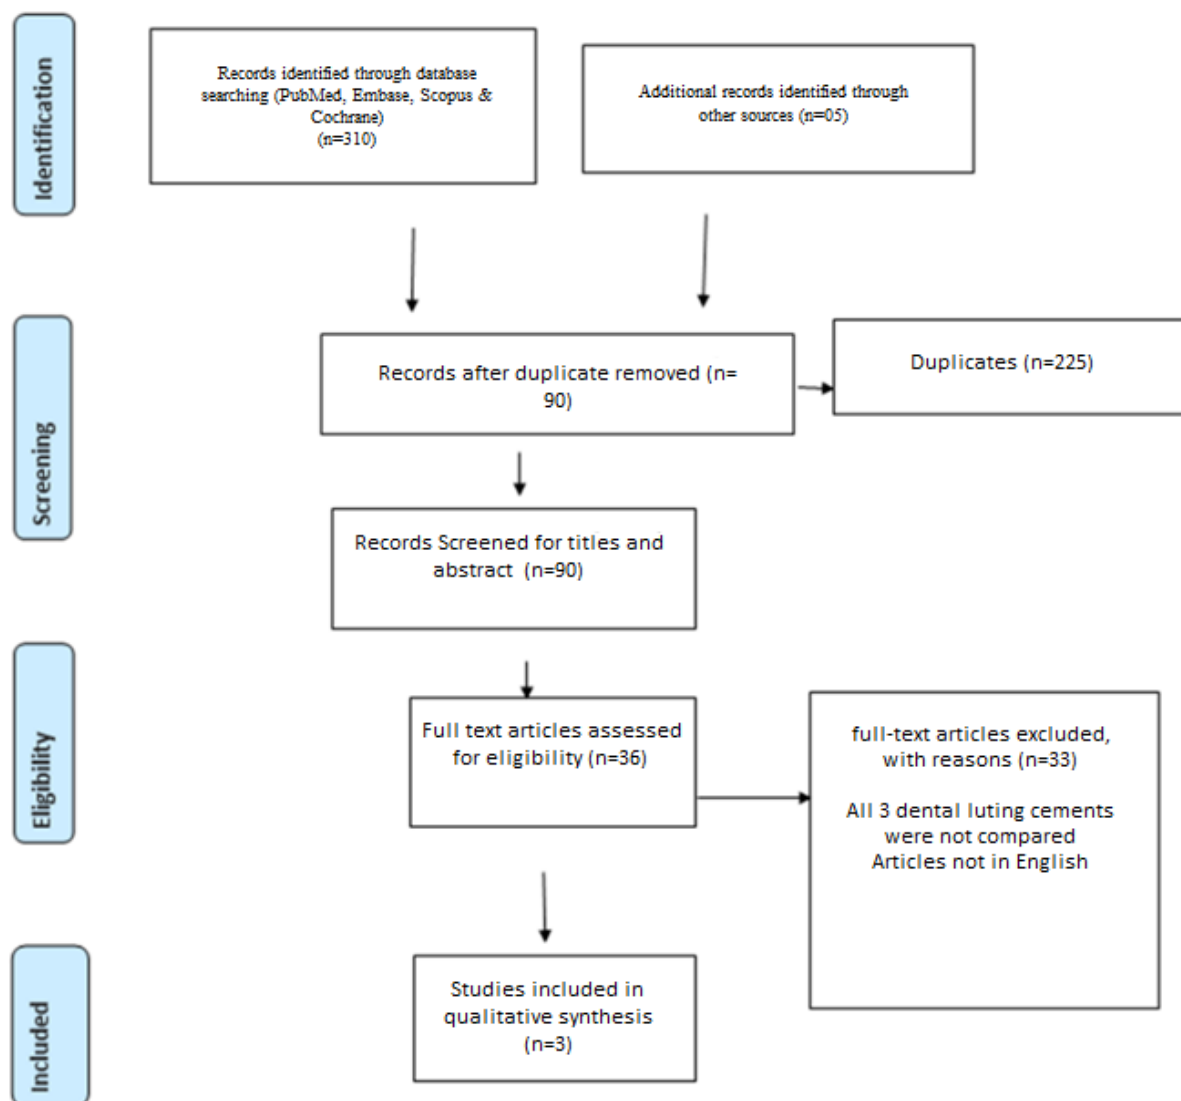 Identification
Records identified through database
searching (PubMed, Embase, Scopus &
Cochrane)
(n=310)
Additional records identified through
other sources (n=05)
Screening
Records after duplicate removed (n=
90)
Duplicates (n=225)
Records Screened for titles and
abstract (n=90)
Eligibility
Full text articles assessed
for eligibility (n=36)
full-text articles excluded,
with reasons (n=33)
All 3 dental luting cements
were not compared
Articles not in English
Included
Studies included in
qualitative synthesis
(n=3)